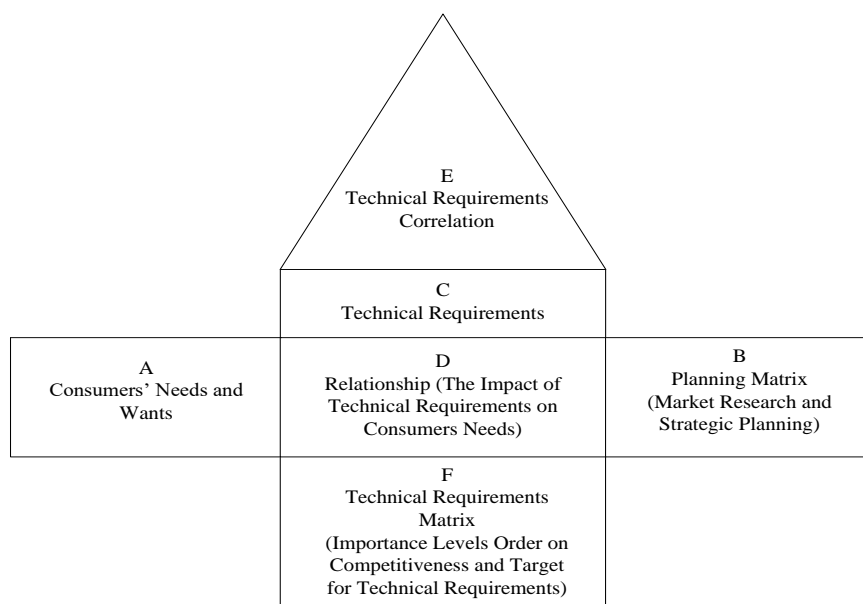 E
Technical Requirements
Correlation
C
Technical Requirements
A
Consumers’ Needs and
Wants
D
Relationship (The Impact of
Technical Requirements on
Consumers Needs)
B
Planning Matrix
(Market Research and
Strategic Planning)
F
Technical Requirements
Matrix
(Importance Levels Order on
Competitiveness and Target
for Technical Requirements)